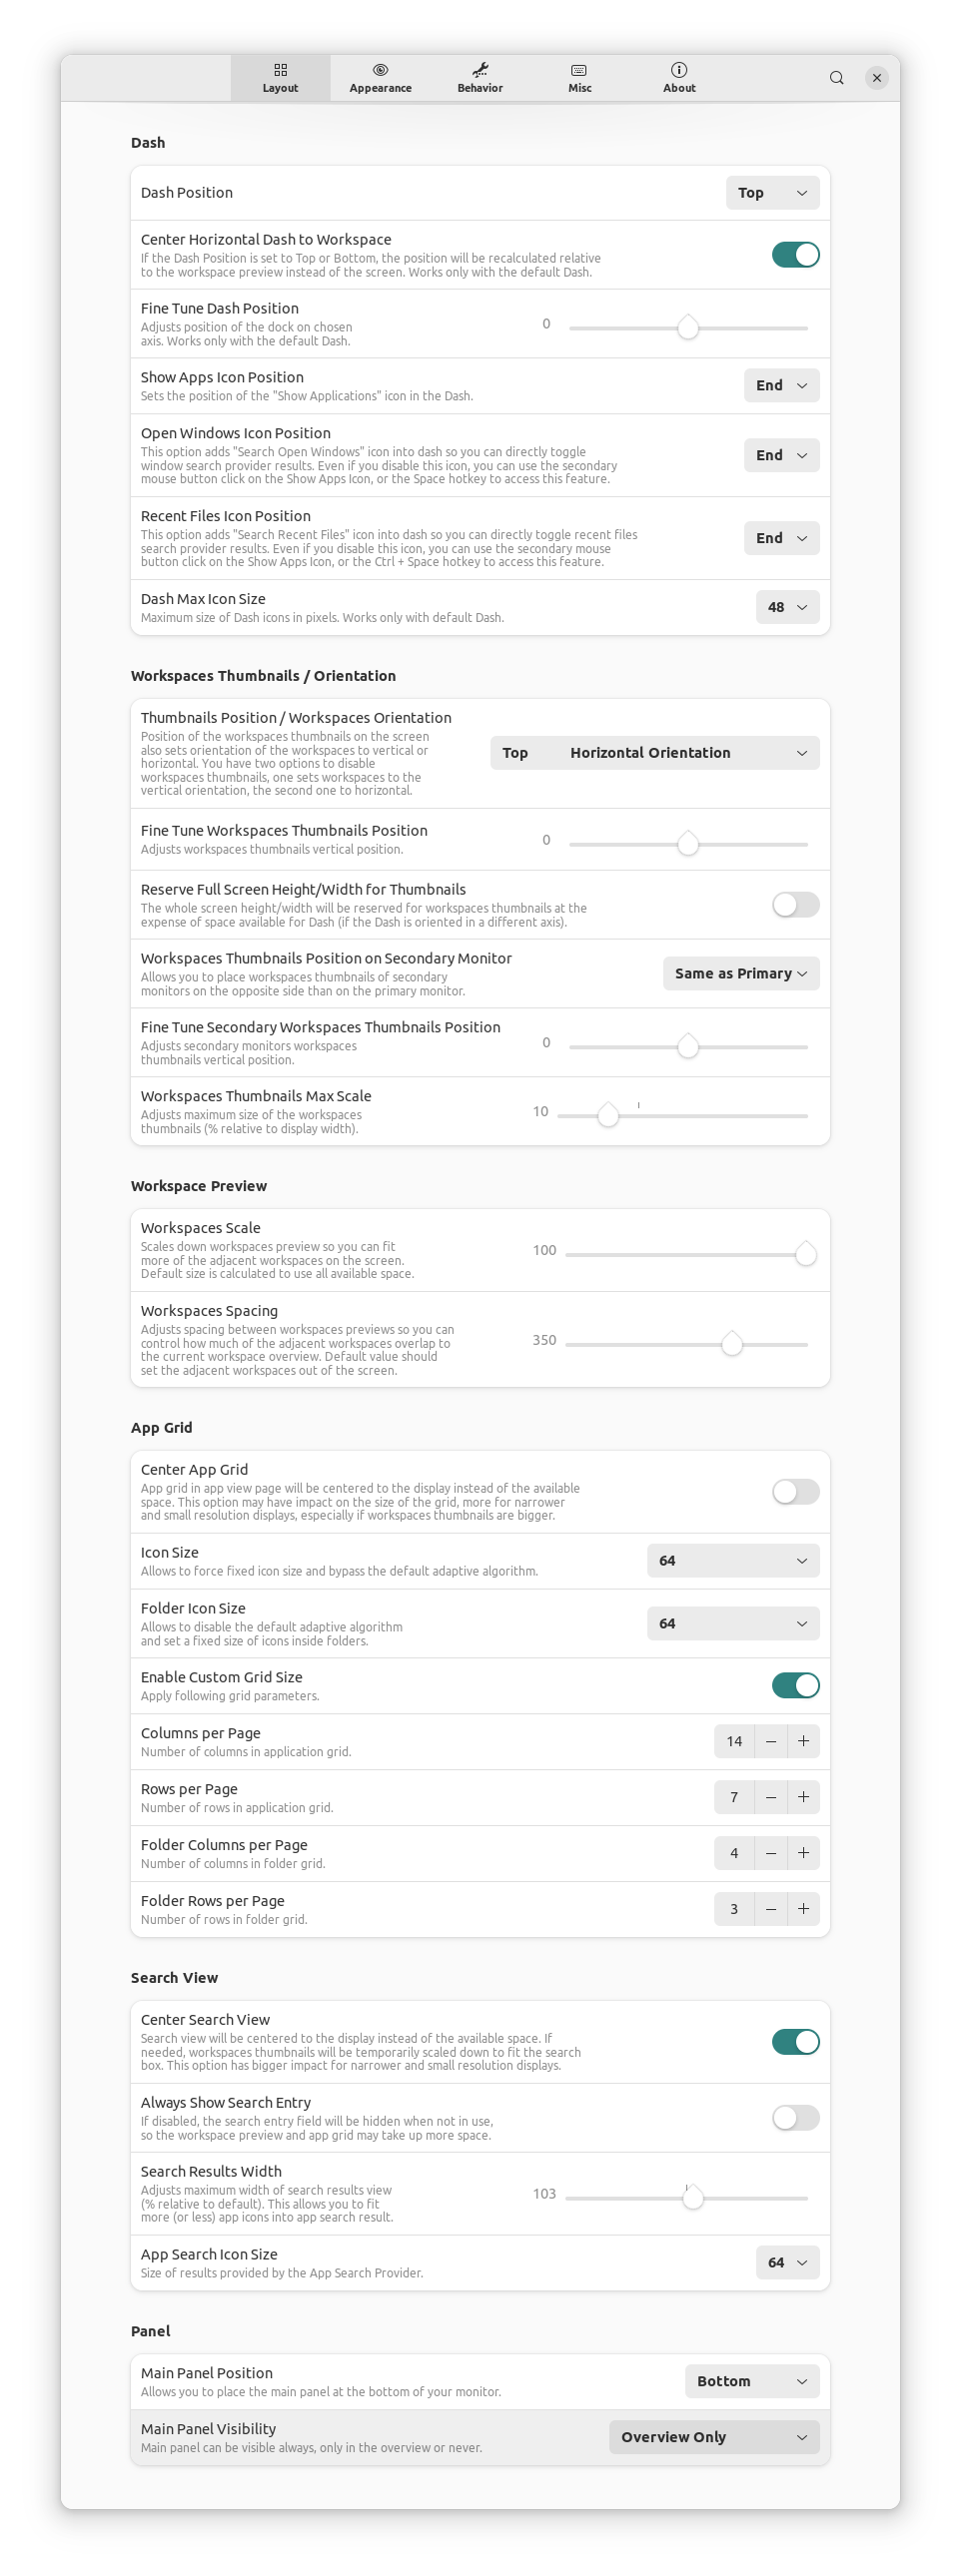 Layout
Appearance
Behavior
Misc
About
Dash
Dash Position
Top
Center Horizontal Dash to Workspace
If the Dash Position is set to Top or Bottom, the position will be recalculated relative
to the workspace preview instead of the screen. Works only with the default Dash.
Fine Tune Dash Position
Adjusts position of the dock on chosen
axis. Works only with the default Dash.
0
Show Apps Icon Position
Sets the position of the "Show Applications" icon in the Dash.
End
Open Windows Icon Position
This option adds "Search Open Windows" icon into dash so you can directly toggle
window search provider results. Even if you disable this icon, you can use the secondary
mouse button click on the Show Apps Icon, or the Space hotkey to access this feature.
End
Recent Files Icon Position
This option adds "Search Recent Files" icon into dash so you can directly toggle recent files
search provider results. Even if you disable this icon, you can use the secondary mouse
button click on the Show Apps Icon, or the Ctrl + Space hotkey to access this feature.
End
Dash Max Icon Size
Maximum size of Dash icons in pixels. Works only with default Dash.
48
Workspaces Thumbnails / Orientation
Thumbnails Position / Workspaces Orientation
Position of the workspaces thumbnails on the screen
also sets orientation of the workspaces to vertical or
horizontal. You have two options to disable
workspaces thumbnails, one sets workspaces to the
vertical orientation, the second one to horizontal.
Top Horizontal Orientation
Fine Tune Workspaces Thumbnails Position
Adjusts workspaces thumbnails vertical position.
0
Reserve Full Screen Height/Width for Thumbnails
The whole screen height/width will be reserved for workspaces thumbnails at the
expense of space available for Dash (if the Dash is oriented in a different axis).
Workspaces Thumbnails Position on Secondary Monitor
Allows you to place workspaces thumbnails of secondary
monitors on the opposite side than on the primary monitor.
Same as Primary
Fine Tune Secondary Workspaces Thumbnails Position
Adjusts secondary monitors workspaces
thumbnails vertical position.
0
Workspaces Thumbnails Max Scale
Adjusts maximum size of the workspaces
thumbnails (% relative to display width).
10
Workspace Preview
Workspaces Scale
Scales down workspaces preview so you can fit
more of the adjacent workspaces on the screen.
Default size is calculated to use all available space.
100
Workspaces Spacing
Adjusts spacing between workspaces previews so you can
control how much of the adjacent workspaces overlap to
the current workspace overview. Default value should
set the adjacent workspaces out of the screen.
350
App Grid
Center App Grid
App grid in app view page will be centered to the display instead of the available
space. This option may have impact on the size of the grid, more for narrower
and small resolution displays, especially if workspaces thumbnails are bigger.
Icon Size
Allows to force fixed icon size and bypass the default adaptive algorithm.
64
Folder Icon Size
Allows to disable the default adaptive algorithm
and set a fixed size of icons inside folders.
64
Enable Custom Grid Size
Apply following grid parameters.
Columns per Page
Number of columns in application grid.
14 − +
Rows per Page
Number of rows in application grid.
7 − +
Folder Columns per Page
Number of columns in folder grid.
4 − +
Folder Rows per Page
Number of rows in folder grid.
3 − +
Search View
Center Search View
Search view will be centered to the display instead of the available space. If
needed, workspaces thumbnails will be temporarily scaled down to fit the search
box. This option has bigger impact for narrower and small resolution displays.
Always Show Search Entry
If disabled, the search entry field will be hidden when not in use,
so the workspace preview and app grid may take up more space.
Search Results Width
Adjusts maximum width of search results view
(% relative to default). This allows you to fit
more (or less) app icons into app search result.
103
App Search Icon Size
Size of results provided by the App Search Provider.
64
Panel
Main Panel Position
Allows you to place the main panel at the bottom of your monitor.
Bottom
Main Panel Visibility
Main panel can be visible always, only in the overview or never.
Overview Only